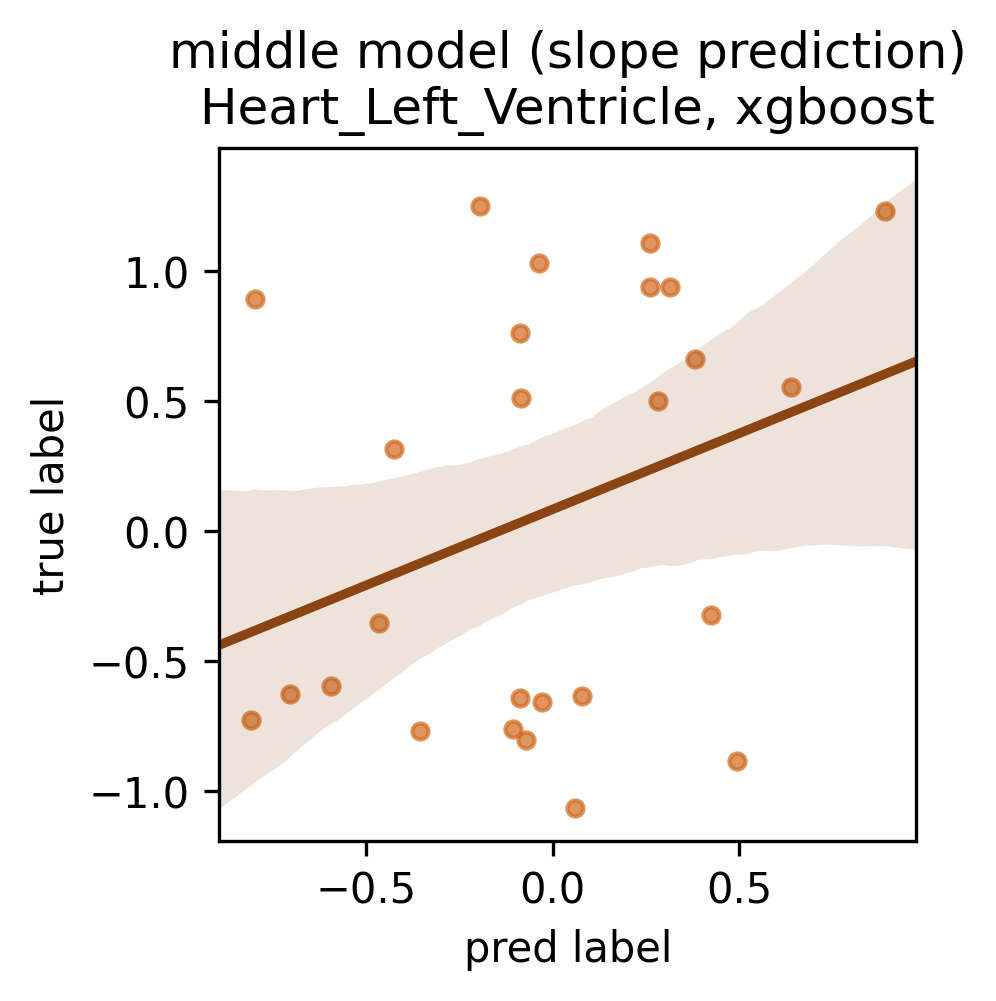 middle model (slope prediction)
Heart_Left_Ventricle, xgboost
true label
1.0
0.5
0.0
−0.5
−1.0
−0.5
0.0
0.5
pred label